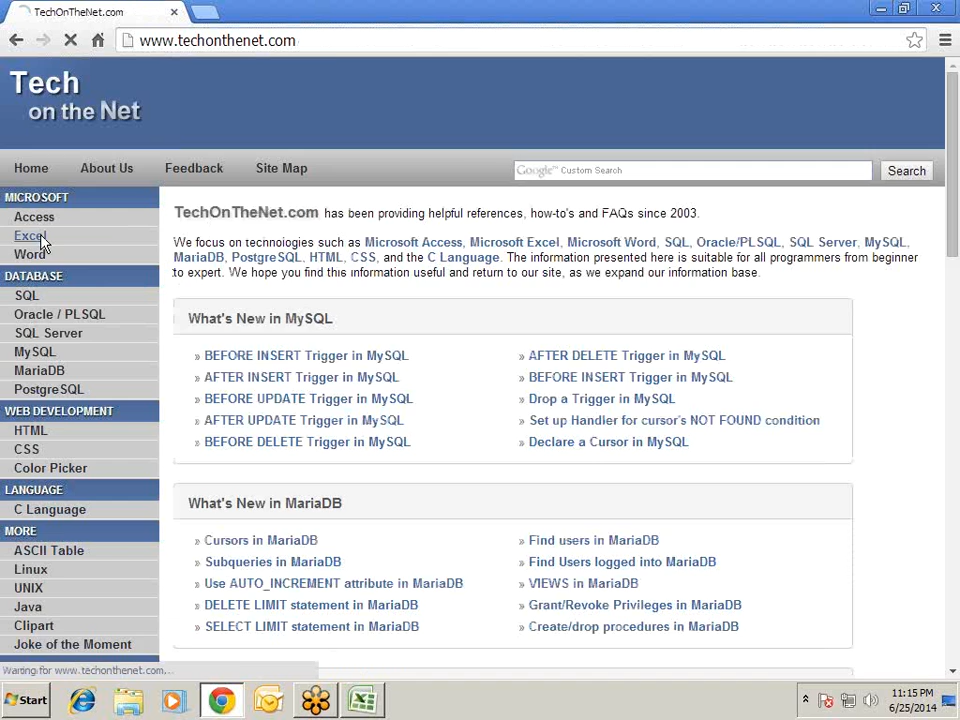 TechOnTheNet.com
www.techonthenet.com
Tech
on the Net
Home About Us Feedback Site Map
Google™ Custom Search
Search
MICROSOFT
Access
Excel
Word
DATABASE
SQL
Oracle / PLSQL
SQL Server
MySQL
MariaDB
PostgreSQL
WEB DEVELOPMENT
HTML
CSS
Color Picker
LANGUAGE
C Language
MORE
ASCII Table
Linux
UNIX
Java
Clipart
Joke of the Moment
TechOnTheNet.com has been providing helpful references, how-to's and FAQs since 2003.
We focus on technologies such as Microsoft Access, Microsoft Excel, Microsoft Word, SQL, Oracle/PLSQL, SQL Server, MySQL,
MariaDB, PostgreSQL, HTML, CSS, and the C Language. The information presented here is suitable for all programmers from beginner
to expert. We hope you find this information useful and return to our site, as we expand our information base.
What's New in MySQL
» BEFORE INSERT Trigger in MySQL
» AFTER INSERT Trigger in MySQL
» BEFORE UPDATE Trigger in MySQL
» AFTER UPDATE Trigger in MySQL
» BEFORE DELETE Trigger in MySQL
» AFTER DELETE Trigger in MySQL
» BEFORE INSERT Trigger in MySQL
» Drop a Trigger in MySQL
» Set up Handler for cursor's NOT FOUND condition
» Declare a Cursor in MySQL
What's New in MariaDB
» Cursors in MariaDB
» Subqueries in MariaDB
» Use AUTO_INCREMENT attribute in MariaDB
» DELETE LIMIT statement in MariaDB
» SELECT LIMIT statement in MariaDB
» Find users in MariaDB
» Find Users logged into MariaDB
» VIEWS in MariaDB
» Grant/Revoke Privileges in MariaDB
» Create/drop procedures in MariaDB
Waiting for www.techonthenet.com...
Start
11:15 PM
6/25/2014